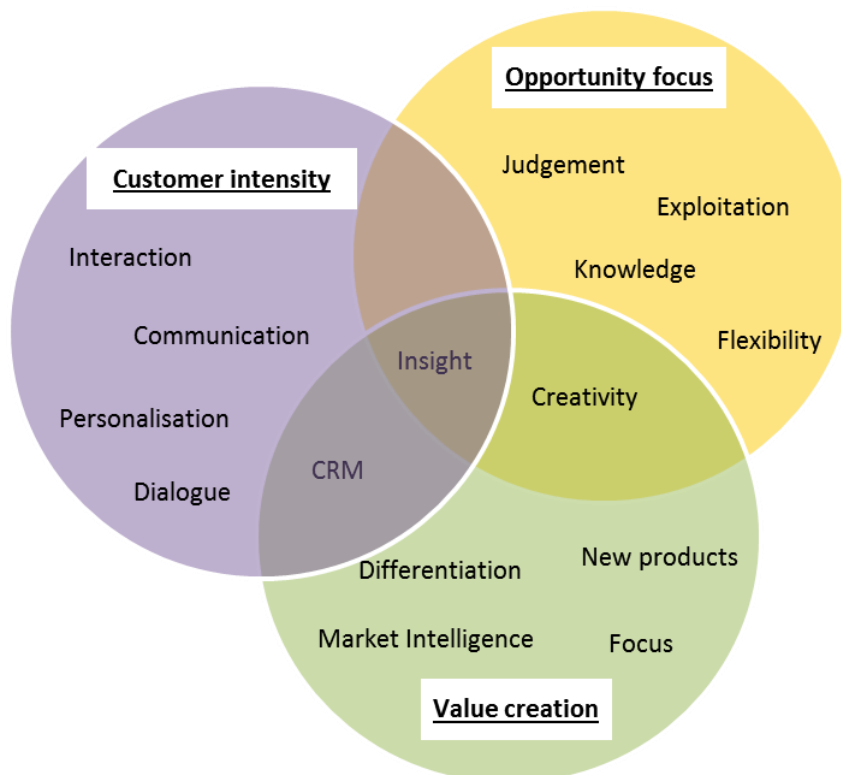 Opportunity focus
Judgement
Exploitation
Knowledge
Flexibility
Customer intensity
Interaction
Communication
Personalisation
Dialogue
Insight
Creativity
CRM
Differentiation
New products
Market Intelligence
Focus
Value creation